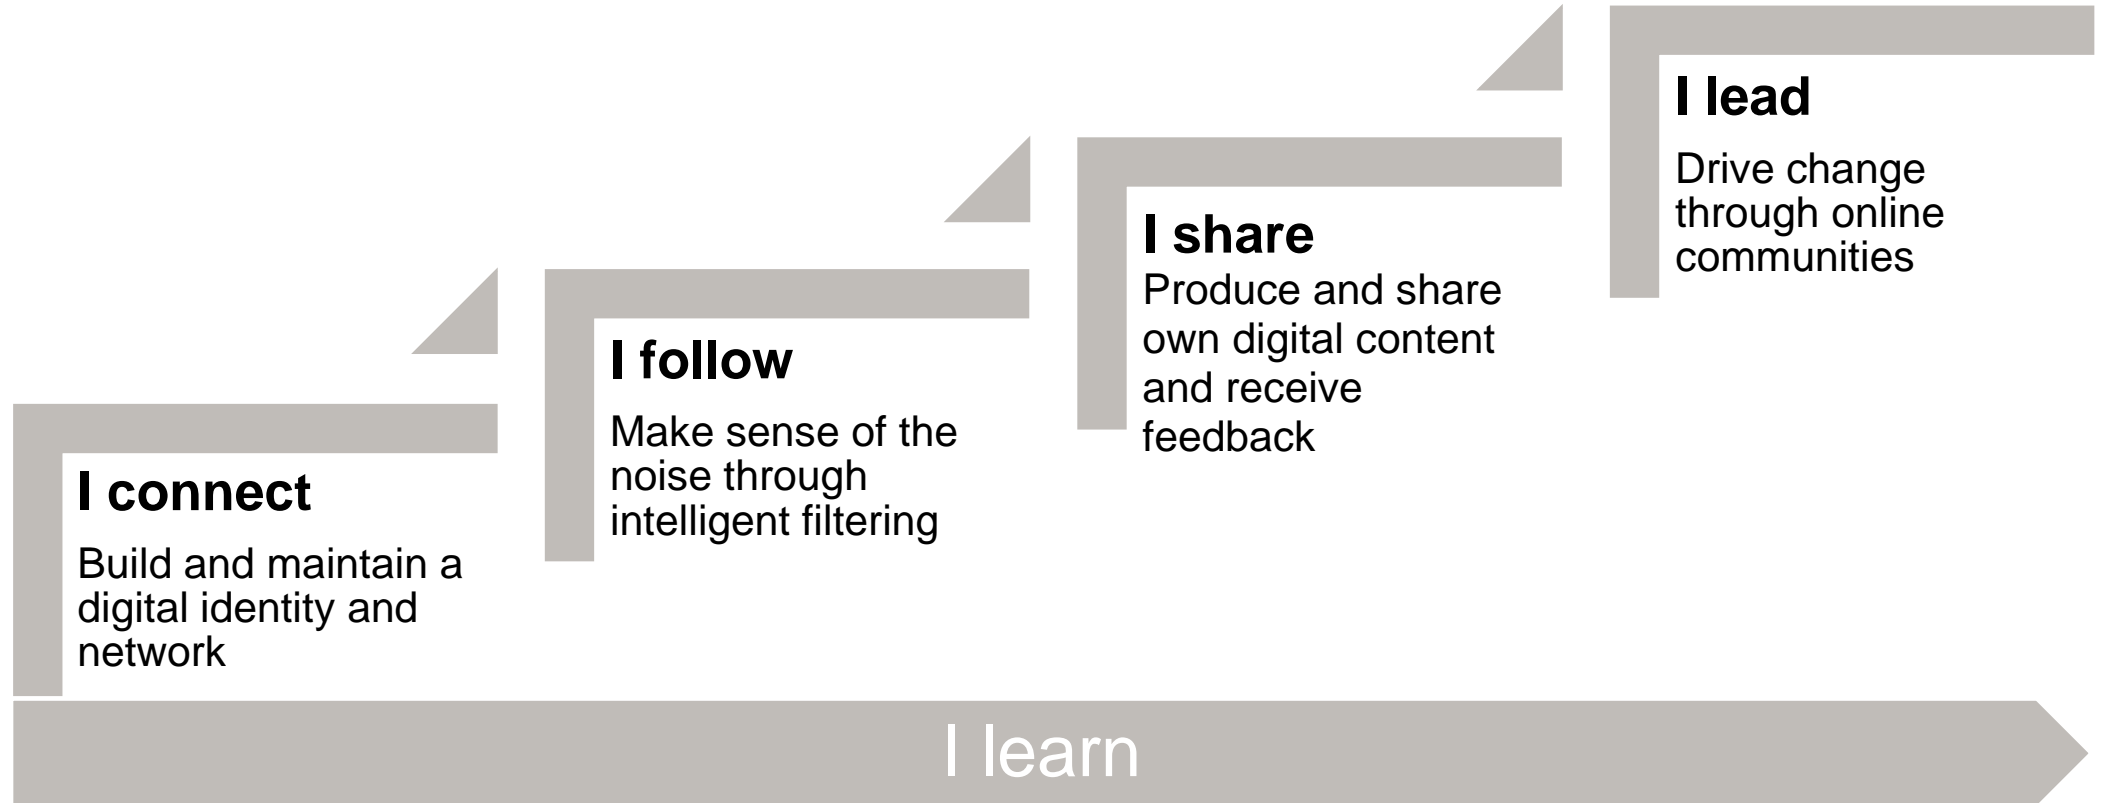 I connect
Build and maintain a
digital identity and
network
I follow
Make sense of the
noise through
intelligent filtering
I share
Produce and share
own digital content
and receive
feedback
I lead
Drive change
through online
communities
I learn